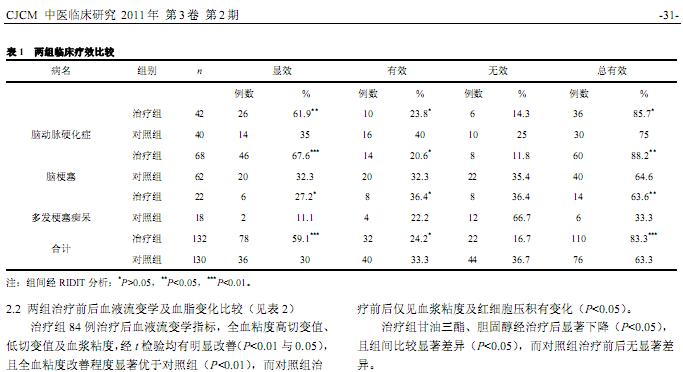 CJCM 中医临床研究 2011年 第3卷 第2期 -31-
表1 两组临床疗效比较
病名 组别 n 显效 有效 无效 总有效
例数 % 例数 % 例数 % 例数 %
治疗组 42 26 61.9** 10 23.8* 6 14.3 36 85.7*
脑动脉硬化症 对照组 40 14 35 16 40 10 25 30 75
治疗组 68 46 67.6*** 14 20.6* 8 11.8 60 88.2**
脑梗塞 对照组 62 20 32.3 20 32.3 22 35.4 40 64.6
治疗组 22 6 27.2* 8 36.4* 8 36.4 14 63.6**
多发梗塞痴呆 对照组 18 2 11.1 4 22.2 12 66.7 6 33.3
合计 治疗组 132 78 59.1*** 32 24.2* 22 16.7 110 83.3***
对照组 130 36 30 40 33.3 44 36.7 76 63.3
注：组间经 RIDIT 分析；*P>0.05，**P<0.05，***P<0.01。
2.2 两组治疗前后血液流变学及血脂变化比较（见表2）
治疗组84例治疗后血液流变学指标，全血粘度高切变值、
低切变值及血浆粘度，经t检验均有明显改善(P<0.01与0.05)，
且全血粘度改善程度显著优于对照组（P<0.01），而对照组治
疗前后仅见血浆粘度及红细胞压积有变化（P<0.05）。
治疗组甘油三酯、胆固醇经治疗后显著下降（P<0.05），
且组间比较显著差异（P<0.05），而对照组治疗前后无显著差
异。